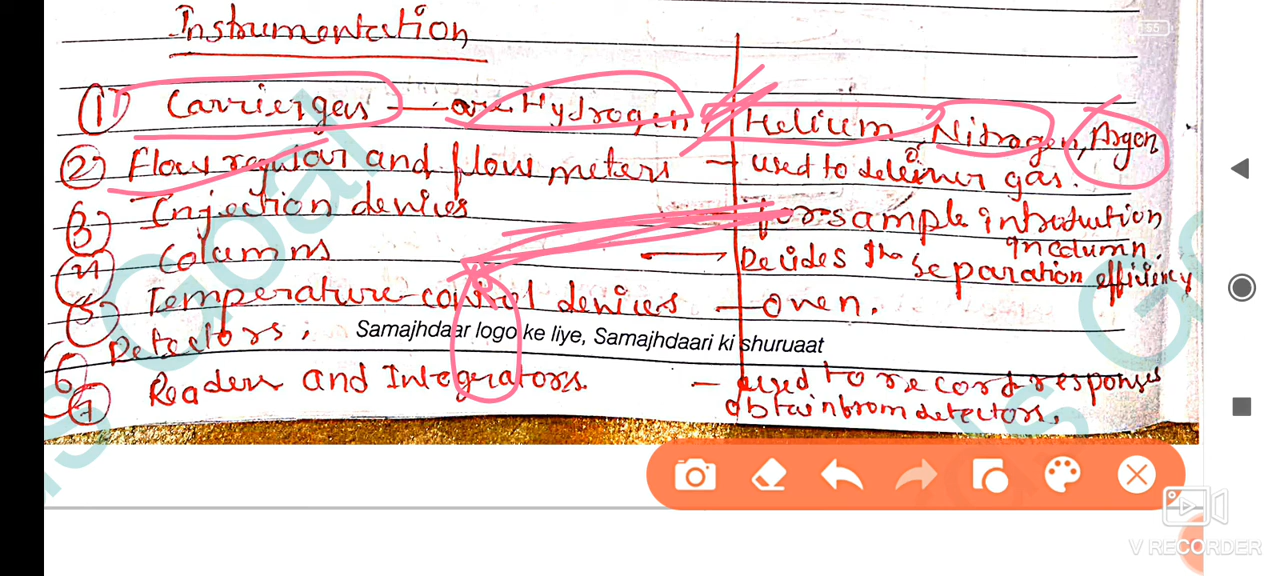 Instrumentation
55
① Carrier gas — are Hydrogen, Helium, Nitrogen, Argon
② Flow regular and flow meters — used to deliver gas.
③ Injection devices — for sample introduction in column.
④ Columns — Decides the separation efficiency
⑤ Temperature control devices — oven.
Samajhdaar logo ke liye, Samajhdaari ki shuruaat
⑥ Detectors.
⑦ Readers and Integrators. — used to record responses
obtain from detectors.
V RECORDER